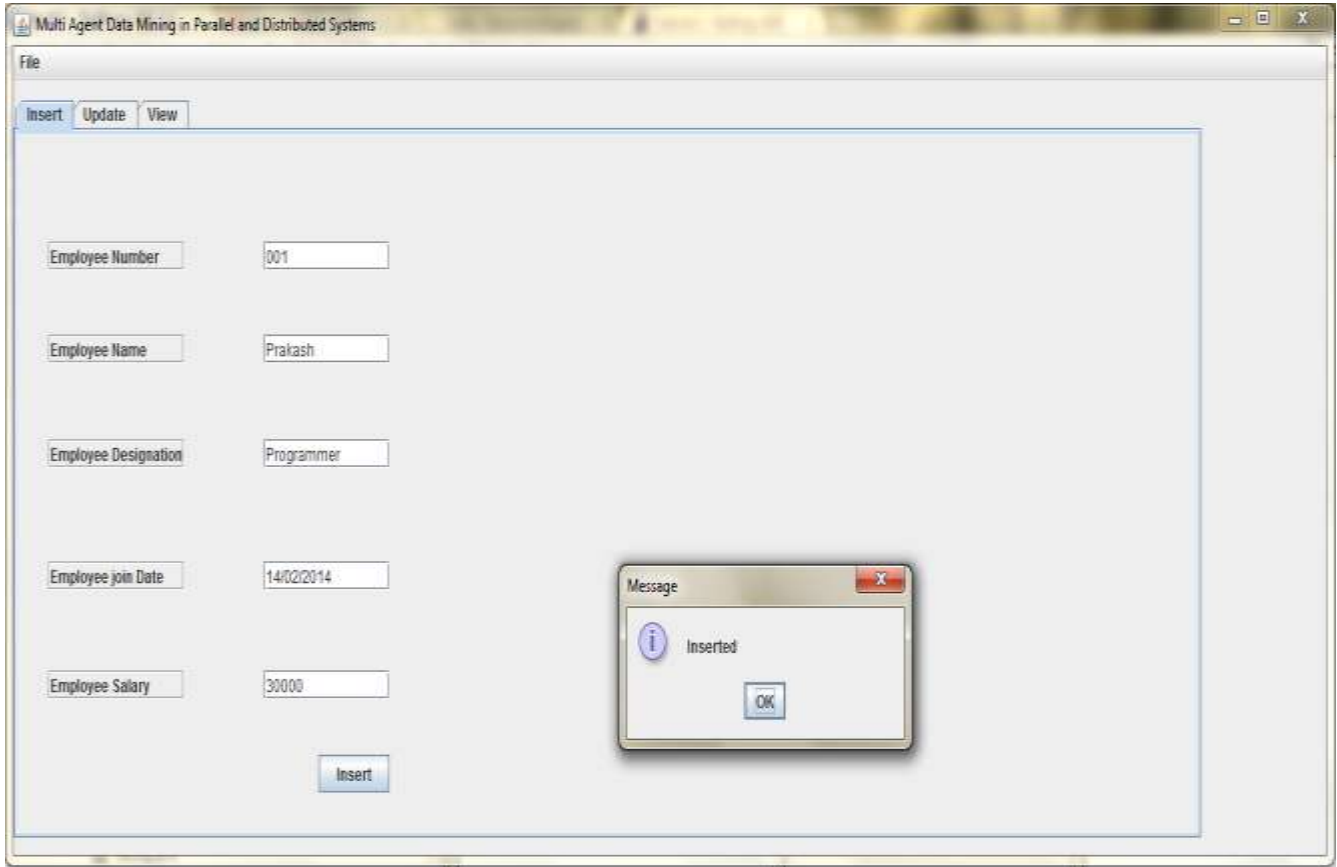 Multi Agent Data Mining in Parallel and Distributed Systems
File
Insert Update View
Employee Number 001
Employee Name Prakash
Employee Designation Programmer
Employee join Date 14/02/2014
Message
Inserted
OK
Employee Salary 30000
Insert